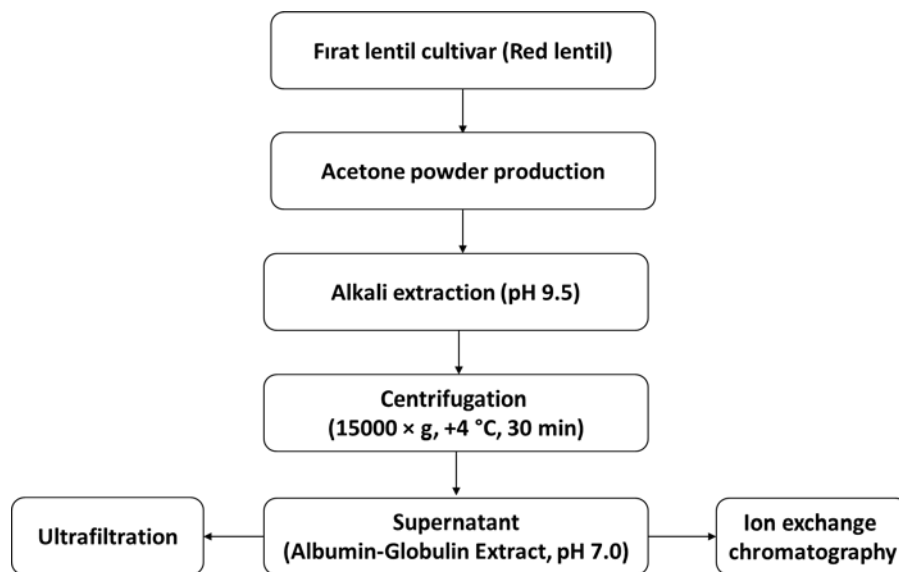 Fırat lentil cultivar (Red lentil)
Acetone powder production
Alkali extraction (pH 9.5)
Centrifugation
(15000 × g, +4 °C, 30 min)
Ultrafiltration
Supernatant
(Albumin-Globulin Extract, pH 7.0)
Ion exchange
chromatography